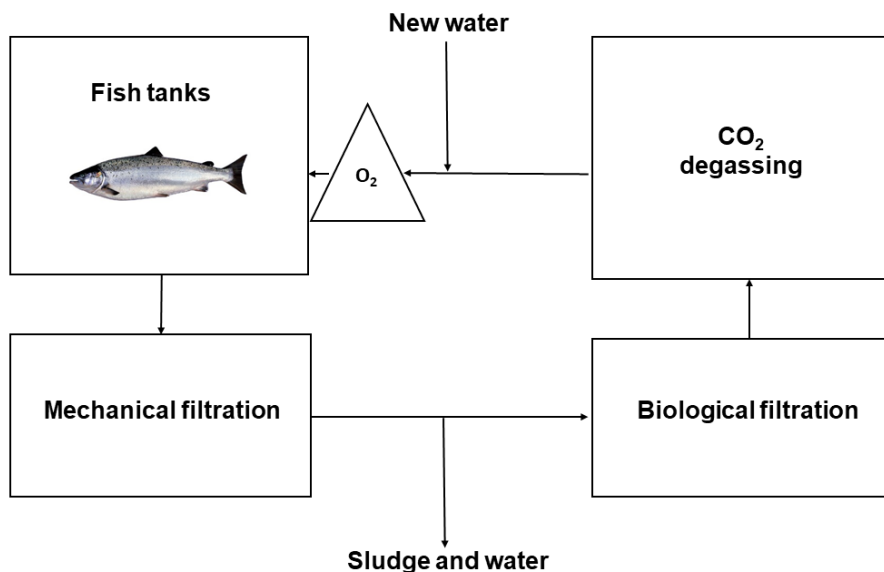 New water
Fish tanks
CO₂
degassing
O₂
Mechanical filtration
Biological filtration
Sludge and water